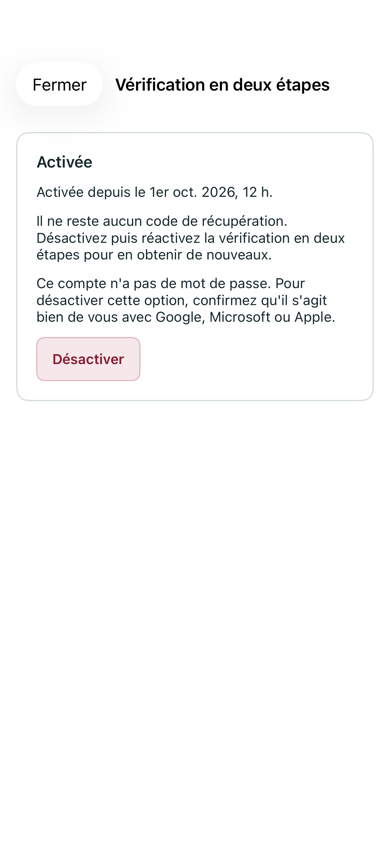 Fermer
Vérification en deux étapes
Activée
Activée depuis le 1er oct. 2026, 12 h.
Il ne reste aucun code de récupération.
Désactivez puis réactivez la vérification en deux
étapes pour en obtenir de nouveaux.
Ce compte n'a pas de mot de passe. Pour
désactiver cette option, confirmez qu'il s'agit
bien de vous avec Google, Microsoft ou Apple.
Désactiver